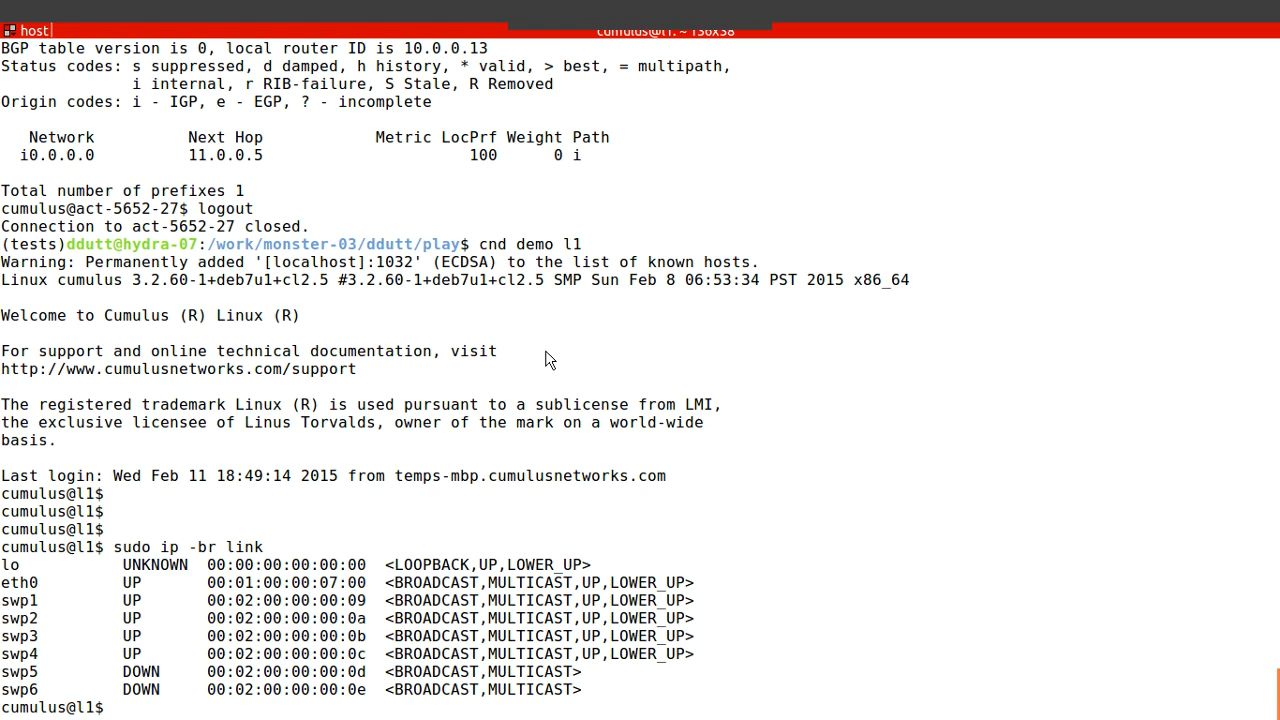 host
cumulus@l1: ~ 136x38
BGP table version is 0, local router ID is 10.0.0.13
Status codes: s suppressed, d damped, h history, * valid, > best, = multipath,
              i internal, r RIB-failure, S Stale, R Removed
Origin codes: i - IGP, e - EGP, ? - incomplete

   Network          Next Hop            Metric LocPrf Weight Path
  i0.0.0.0          11.0.0.5                      100      0 i

Total number of prefixes 1
cumulus@act-5652-27$ logout
Connection to act-5652-27 closed.
(tests)ddutt@hydra-07:/work/monster-03/ddutt/play$ cnd demo l1
Warning: Permanently added '[localhost]:1032' (ECDSA) to the list of known hosts.
Linux cumulus 3.2.60-1+deb7u1+cl2.5 #3.2.60-1+deb7u1+cl2.5 SMP Sun Feb 8 06:53:34 PST 2015 x86_64

Welcome to Cumulus (R) Linux (R)

For support and online technical documentation, visit
http://www.cumulusnetworks.com/support

The registered trademark Linux (R) is used pursuant to a sublicense from LMI,
the exclusive licensee of Linus Torvalds, owner of the mark on a world-wide
basis.

Last login: Wed Feb 11 18:49:14 2015 from temps-mbp.cumulusnetworks.com
cumulus@l1$
cumulus@l1$
cumulus@l1$
cumulus@l1$ sudo ip -br link
lo           UNKNOWN  00:00:00:00:00:00  <LOOPBACK,UP,LOWER_UP>
eth0         UP       00:01:00:00:07:00  <BROADCAST,MULTICAST,UP,LOWER_UP>
swp1         UP       00:02:00:00:00:09  <BROADCAST,MULTICAST,UP,LOWER_UP>
swp2         UP       00:02:00:00:00:0a  <BROADCAST,MULTICAST,UP,LOWER_UP>
swp3         UP       00:02:00:00:00:0b  <BROADCAST,MULTICAST,UP,LOWER_UP>
swp4         UP       00:02:00:00:00:0c  <BROADCAST,MULTICAST,UP,LOWER_UP>
swp5         DOWN     00:02:00:00:00:0d  <BROADCAST,MULTICAST>
swp6         DOWN     00:02:00:00:00:0e  <BROADCAST,MULTICAST>
cumulus@l1$